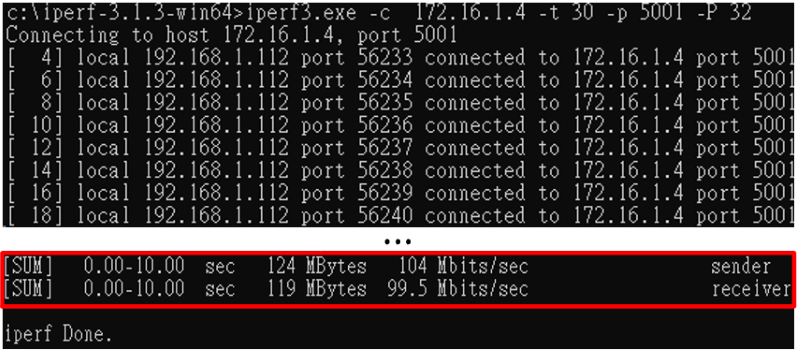 c:\iperf-3.1.3-win64>iperf3.exe -c  172.16.1.4 -t 30 -p 5001 -P 32
Connecting to host 172.16.1.4, port 5001
[  4] local 192.168.1.112 port 56233 connected to 172.16.1.4 port 5001
[  6] local 192.168.1.112 port 56234 connected to 172.16.1.4 port 5001
[  8] local 192.168.1.112 port 56235 connected to 172.16.1.4 port 5001
[ 10] local 192.168.1.112 port 56236 connected to 172.16.1.4 port 5001
[ 12] local 192.168.1.112 port 56237 connected to 172.16.1.4 port 5001
[ 14] local 192.168.1.112 port 56238 connected to 172.16.1.4 port 5001
[ 16] local 192.168.1.112 port 56239 connected to 172.16.1.4 port 5001
[ 18] local 192.168.1.112 port 56240 connected to 172.16.1.4 port 5001
...
[SUM]   0.00-10.00  sec   124 MBytes   104 Mbits/sec                  sender
[SUM]   0.00-10.00  sec   119 MBytes  99.5 Mbits/sec                  receiver
iperf Done.